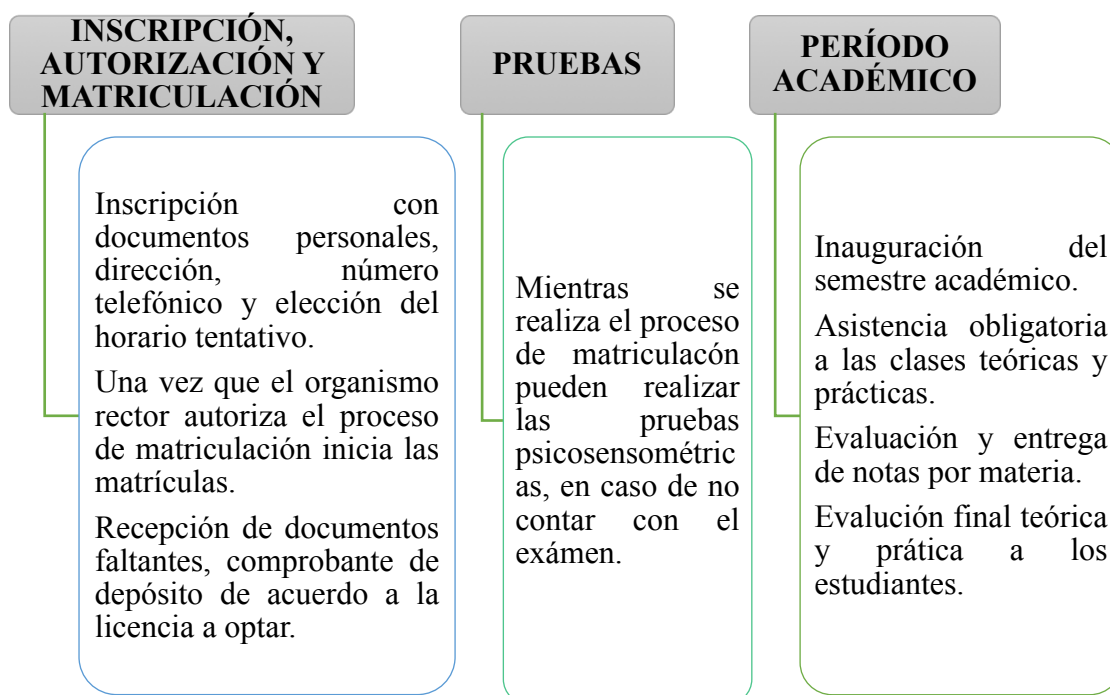 INSCRIPCIÓN,
AUTORIZACIÓN Y
MATRICULACIÓN
Inscripción con
documentos personales,
dirección, número
telefónico y elección del
horario tentativo.
Una vez que el organismo
rector autoriza el proceso
de matriculación inicia las
matrículas.
Recepción de documentos
faltantes, comprobante de
depósito de acuerdo a la
licencia a optar.
PRUEBAS
Mientras se
realiza el proceso
de matriculacón
pueden realizar
las pruebas
psicosensométric
as, en caso de no
contar con el
exámen.
PERÍODO
ACADÉMICO
Inauguración del
semestre académico.
Asistencia obligatoria
a las clases teóricas y
prácticas.
Evaluación y entrega
de notas por materia.
Evalución final teórica
y prática a los
estudiantes.